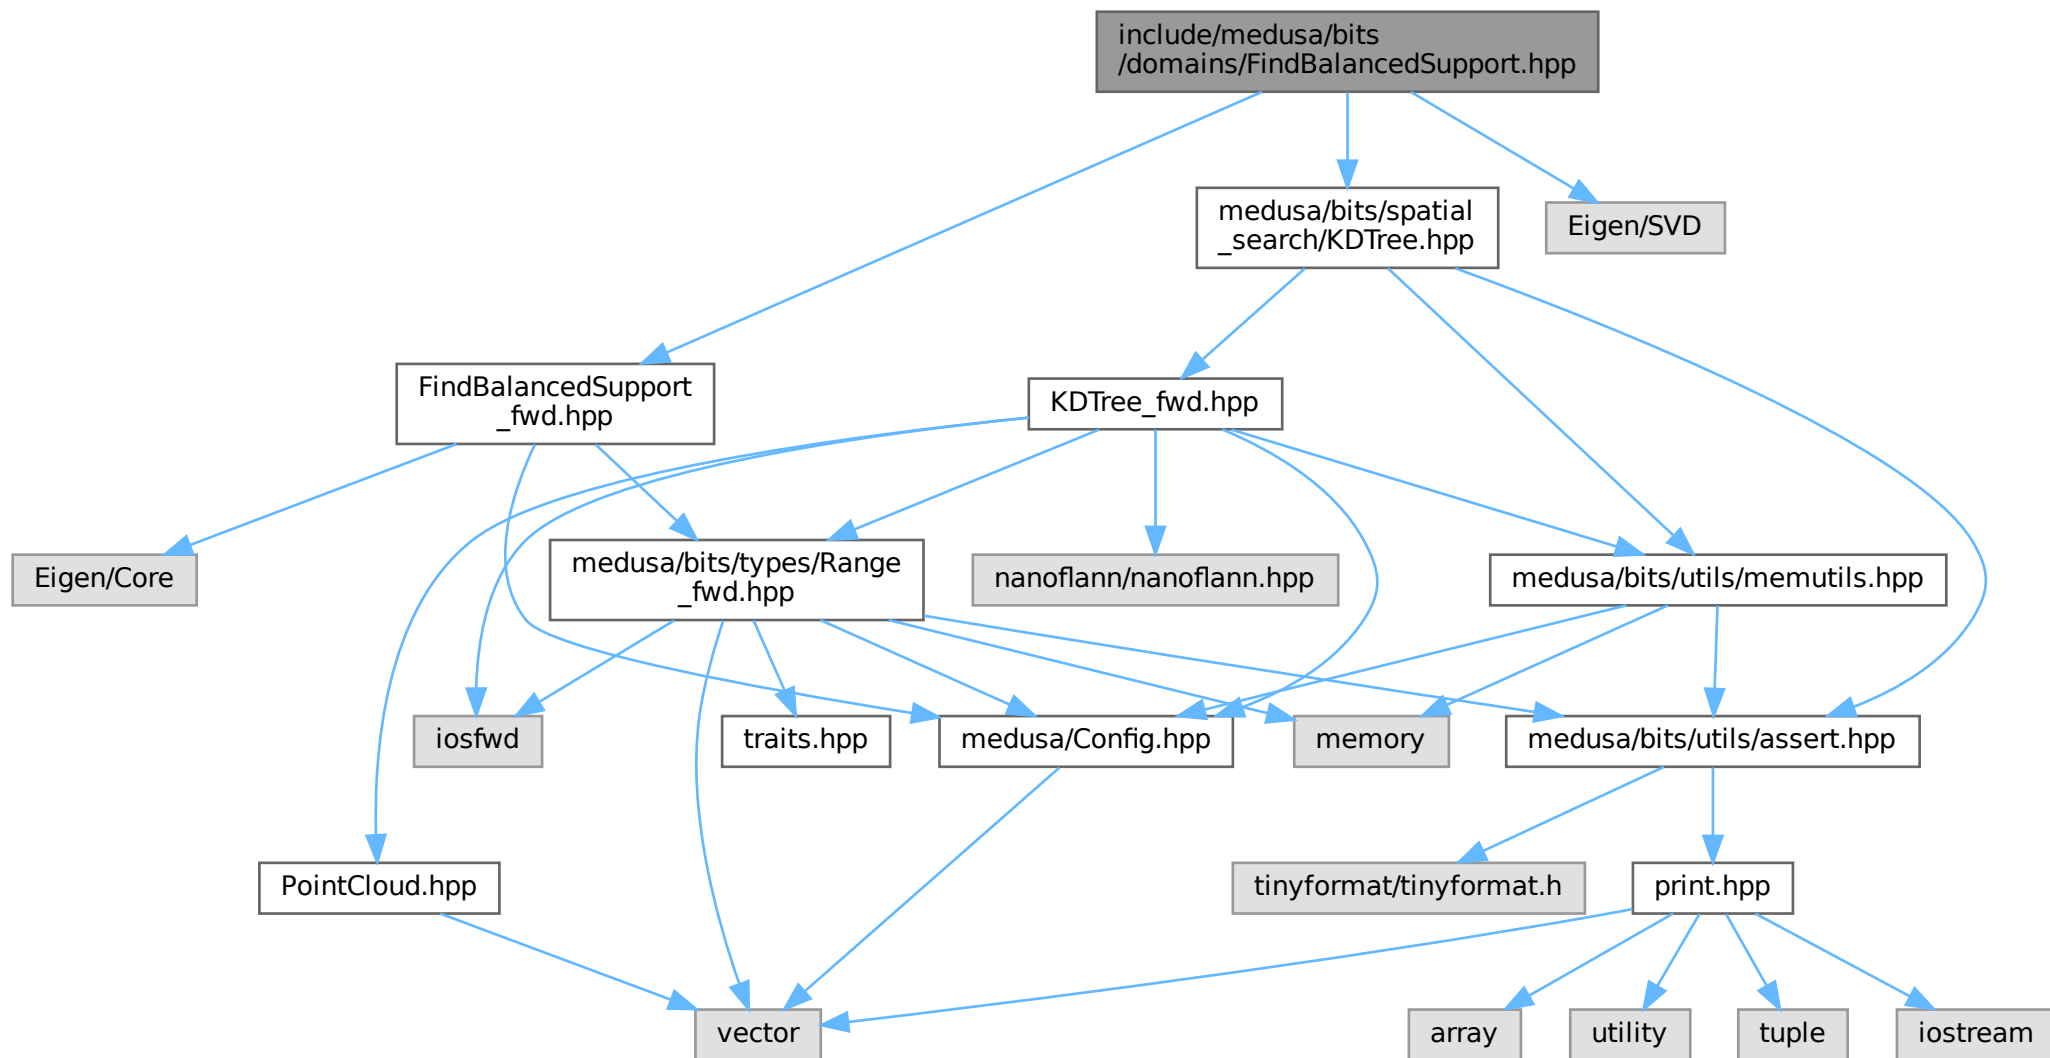 include/medusa/bits
/domains/FindBalancedSupport.hpp
medusa/bits/spatial
_search/KDTree.hpp
Eigen/SVD
FindBalancedSupport
_fwd.hpp
KDTree_fwd.hpp
Eigen/Core
medusa/bits/types/Range
_fwd.hpp
nanoflann/nanoflann.hpp
medusa/bits/utils/memutils.hpp
iosfwd
traits.hpp
medusa/Config.hpp
memory
medusa/bits/utils/assert.hpp
PointCloud.hpp
tinyformat/tinyformat.h
print.hpp
vector
array
utility
tuple
iostream